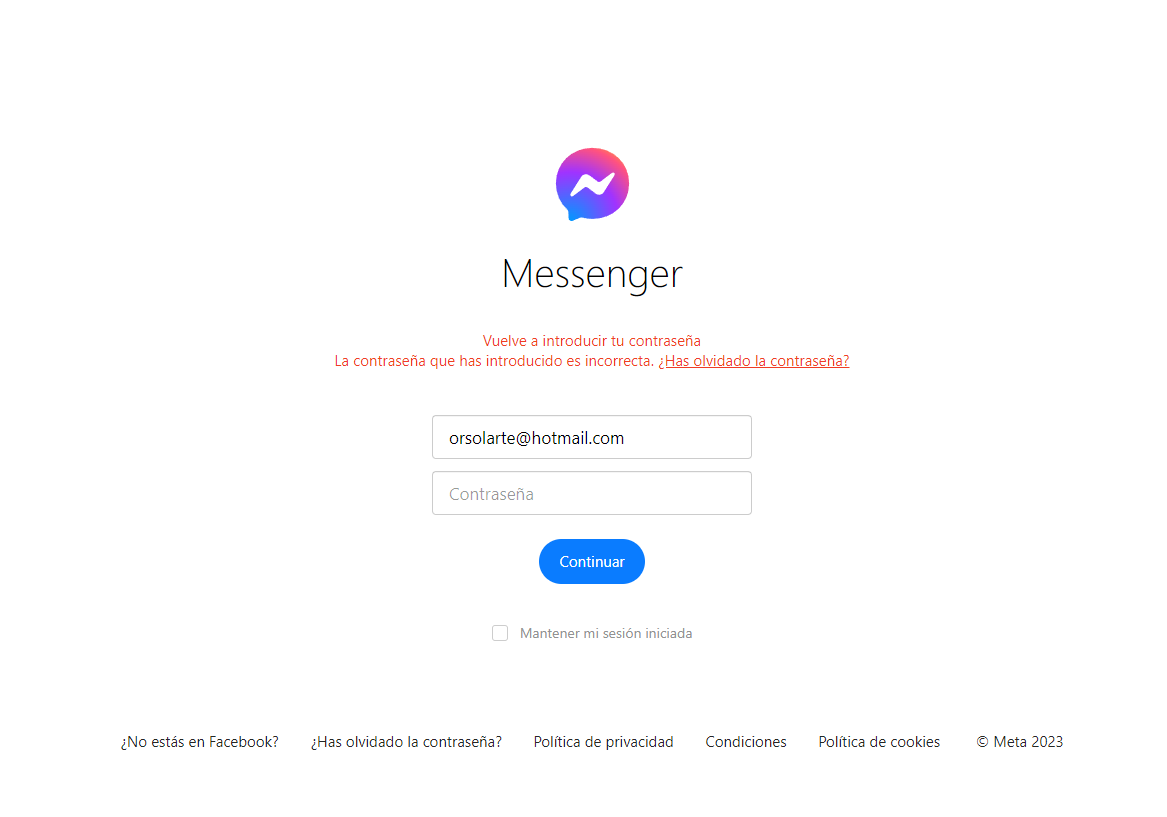 Messenger
Vuelve a introducir tu contraseña
La contraseña que has introducido es incorrecta. ¿Has olvidado la contraseña?
orsolarte@hotmail.com
Contraseña
Continuar
Mantener mi sesión iniciada
¿No estás en Facebook? ¿Has olvidado la contraseña? Política de privacidad Condiciones Política de cookies © Meta 2023